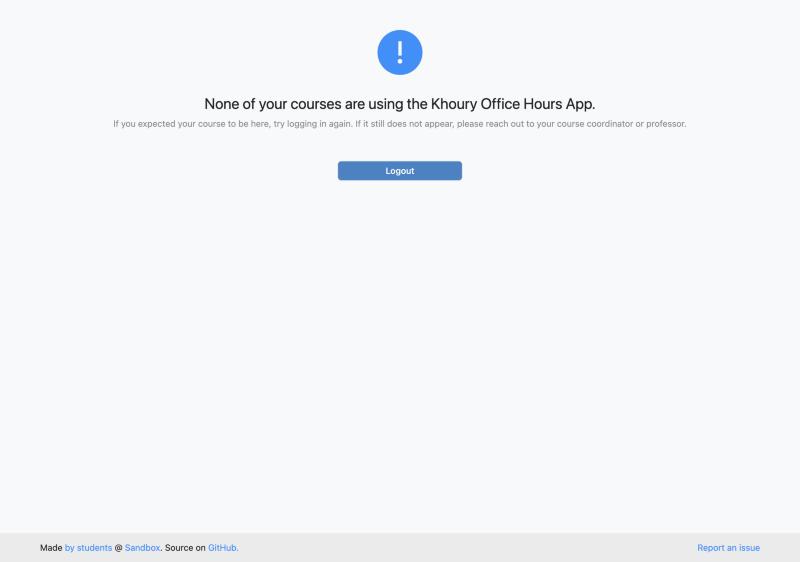 None of your courses are using the Khoury Office Hours App.
If you expected your course to be here, try logging in again. If it still does not appear, please reach out to your course coordinator or professor.
Logout
Made by students @ Sandbox. Source on GitHub.
Report an issue